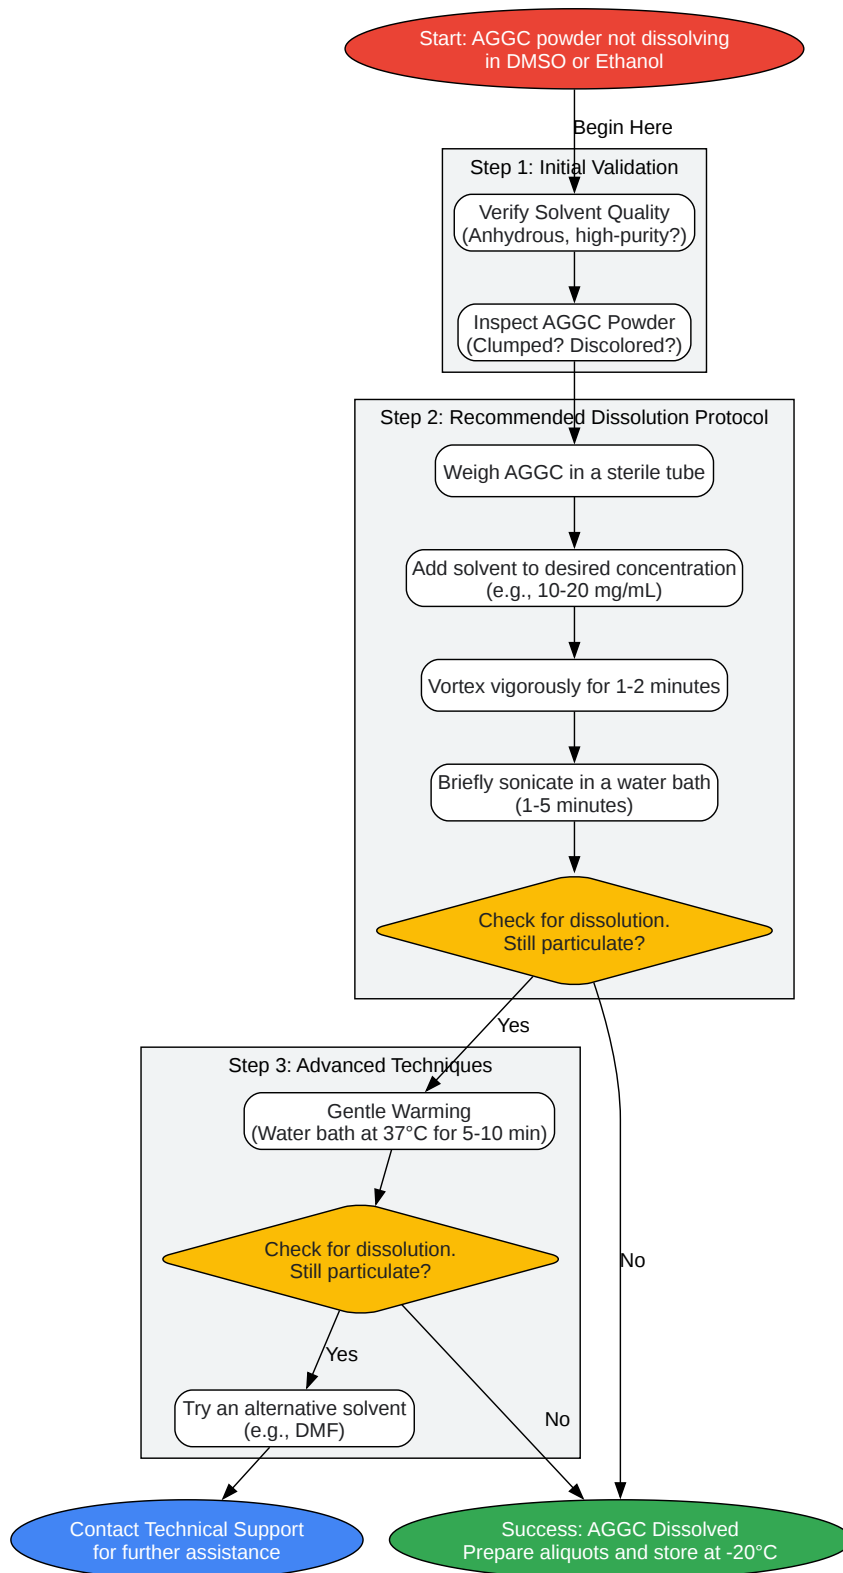 Start: AGGC powder not dissolving
in DMSO or Ethanol
Begin Here
Step 1: Initial Validation
Verify Solvent Quality
(Anhydrous, high-purity?)
Inspect AGGC Powder
(Clumped? Discolored?)
Step 2: Recommended Dissolution Protocol
Weigh AGGC in a sterile tube
Add solvent to desired concentration
(e.g., 10-20 mg/mL)
Vortex vigorously for 1-2 minutes
Briefly sonicate in a water bath
(1-5 minutes)
Check for dissolution.
Still particulate?
Yes
Step 3: Advanced Techniques
Gentle Warming
(Water bath at 37°C for 5-10 min)
Check for dissolution.
Still particulate?
No
Yes
Try an alternative solvent
(e.g., DMF)
No
Contact Technical Support
for further assistance
Success: AGGC Dissolved
Prepare aliquots and store at -20°C